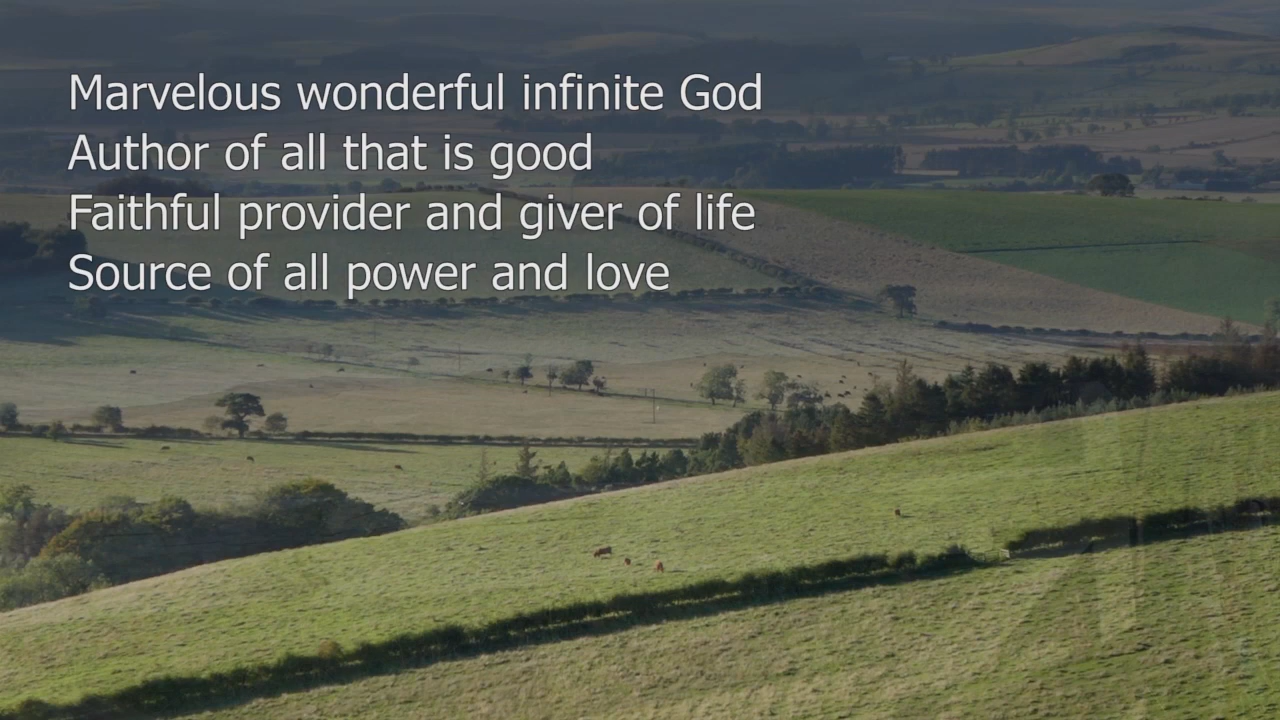 Marvelous wonderful infinite God
Author of all that is good
Faithful provider and giver of life
Source of all power and love